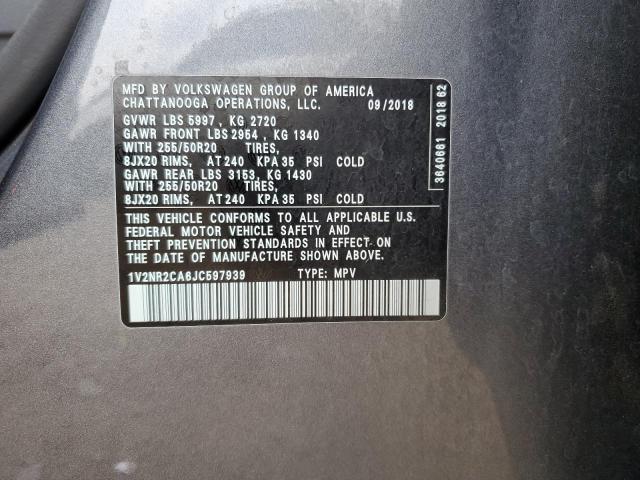 MFD BY VOLKSWAGEN GROUP OF AMERICA
CHATTANOOGA OPERATIONS, LLC. 09/2018
GVWR LBS 5997 , KG 2720
GAWR FRONT LBS 2954 , KG 1340
WITH 255/50R20 TIRES,
8JX20 RIMS, AT 240 KPA 35 PSI COLD
GAWR REAR LBS 3153, KG 1430
WITH 255/50R20 TIRES,
8JX20 RIMS, AT 240 KPA 35 PSI COLD
THIS VEHICLE CONFORMS TO ALL APPLICABLE U.S.
FEDERAL MOTOR VEHICLE SAFETY AND
THEFT PREVENTION STANDARDS IN EFFECT ON
THE DATE OF MANUFACTURE SHOWN ABOVE.
1V2NR2CA6JC597939 TYPE: MPV
3640661 2018 62